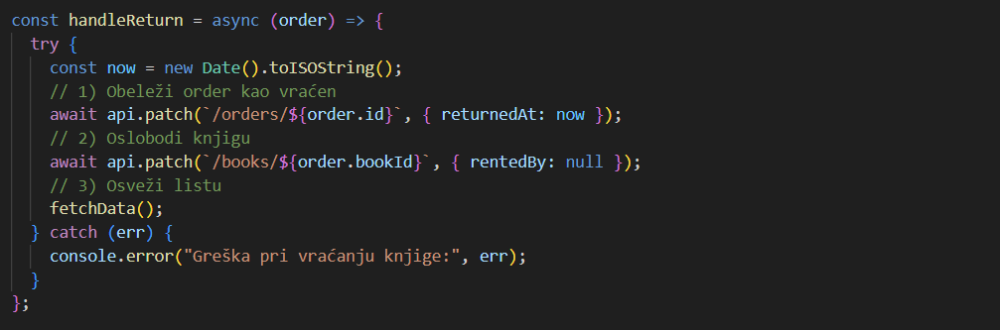 const handleReturn = async (order) => {
  try {
    const now = new Date().toISOString();
    // 1) Obeleži order kao vraćen
    await api.patch(`/orders/${order.id}`, { returnedAt: now });
    // 2) Oslobodi knjigu
    await api.patch(`/books/${order.bookId}`, { rentedBy: null });
    // 3) Osveži listu
    fetchData();
  } catch (err) {
    console.error("Greška pri vraćanju knjige:", err);
  }
};